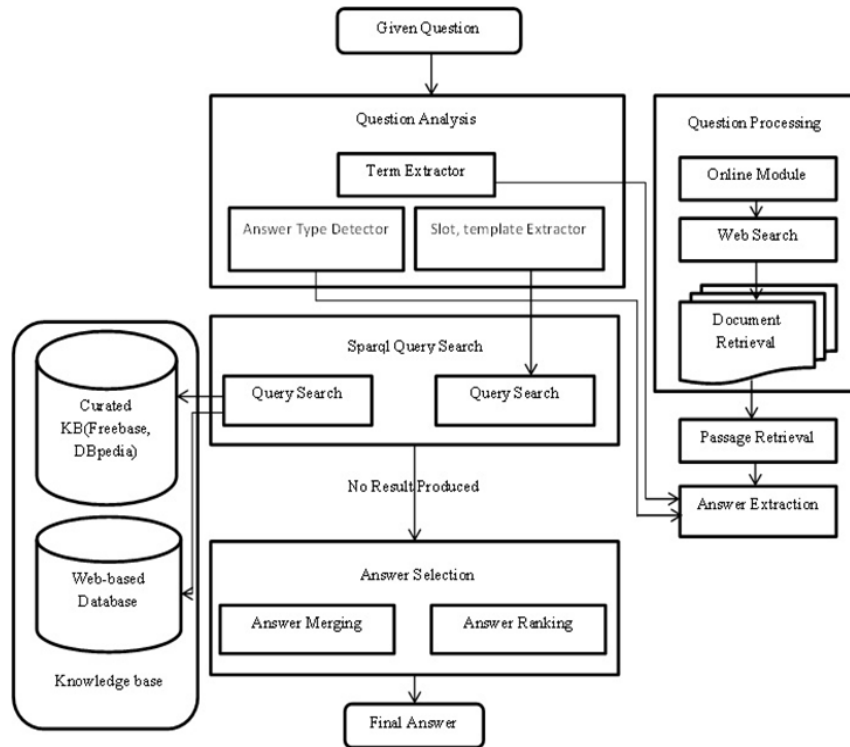 Given Question
Question Analysis
Term Extractor
Answer Type Detector
Slot, template Extractor
Question Processing
Online Module
Web Search
Document
Retrieval
Passage Retrieval
Answer Extraction
Sparql Query Search
Query Search
Query Search
Curated
KB(Freebase,
DBpedia)
Web-based
Database
Knowledge base
No Result Produced
Answer Selection
Answer Merging
Answer Ranking
Final Answer